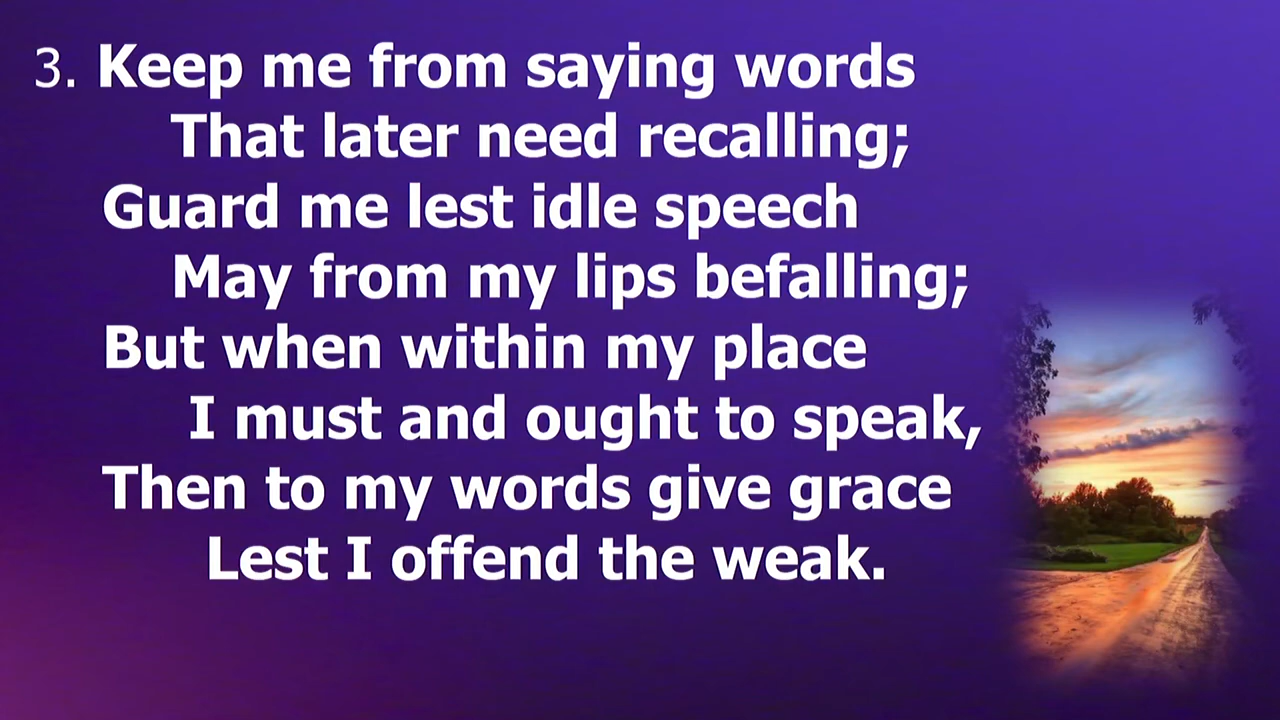 3. Keep me from saying words
That later need recalling;
Guard me lest idle speech
May from my lips befalling;
But when within my place
I must and ought to speak,
Then to my words give grace
Lest I offend the weak.